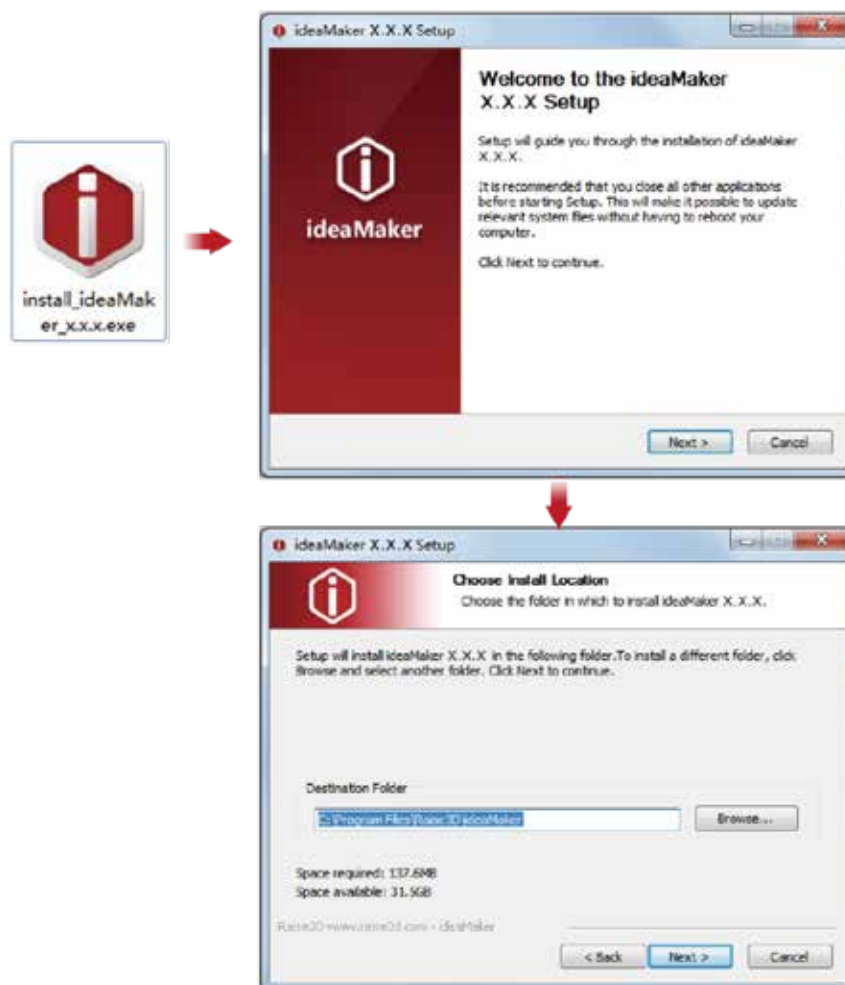 ideaMaker X.X.X Setup
Welcome to the ideaMaker
X.X.X Setup
Setup will guide you through the installation of ideaMaker
X.X.X.
It is recommended that you close all other applications
before starting Setup. This will make it possible to update
relevant system files without having to reboot your
computer.
Click Next to continue.
ideaMaker
Next >
Cancel
install_ideaMak
er_x.x.x.exe
ideaMaker X.X.X Setup
Choose Install Location
Choose the folder in which to install ideaMaker X.X.X.
Setup will install ideaMaker X.X.X in the following folder.To install a different folder, click
Browse and select another folder. Click Next to continue.
Destination Folder
C:\Program Files\Raise3D\ideaMaker
Browse...
Space required: 137.6MB
Space available: 31.5GB
Raise3D - ideaMaker
< Back
Next >
Cancel